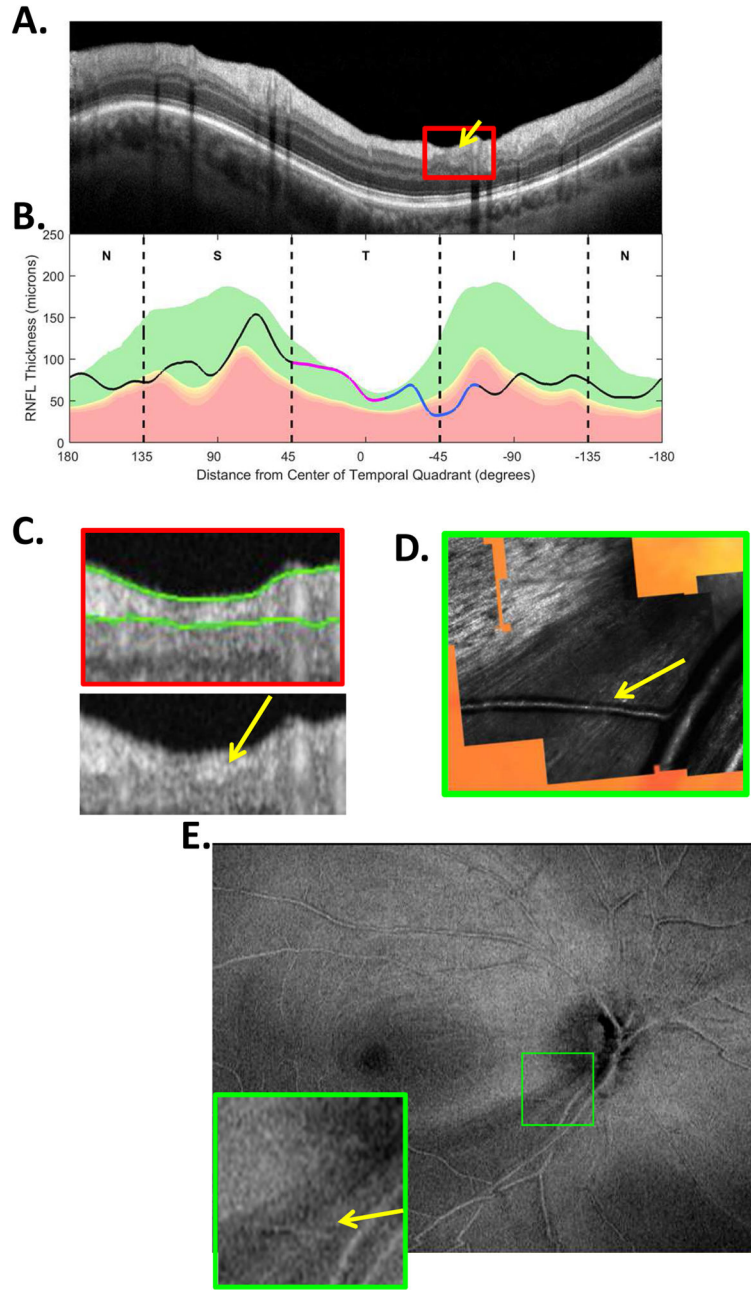 A.
B.
250
200
150
100
50
0
RNFL Thickness (microns)
N S T I N
180 135 90 45 0 -45 -90 -135 -180
Distance from Center of Temporal Quadrant (degrees)
C.
D.
E.